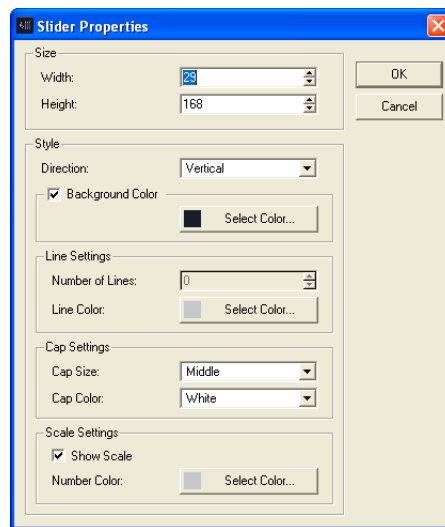 Slider Properties
Size
Width: 29
Height: 168
OK
Cancel
Style
Direction: Vertical
Background Color
Select Color...
Line Settings
Number of Lines: 0
Line Color: Select Color...
Cap Settings
Cap Size: Middle
Cap Color: White
Scale Settings
Show Scale
Number Color: Select Color...